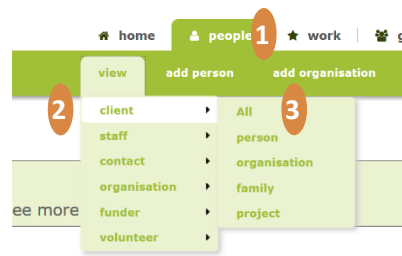 home people 1 work g
view add person add organisation
2 client 3 All
staff person
contact organisation
organisation family
ee more funder project
volunteer